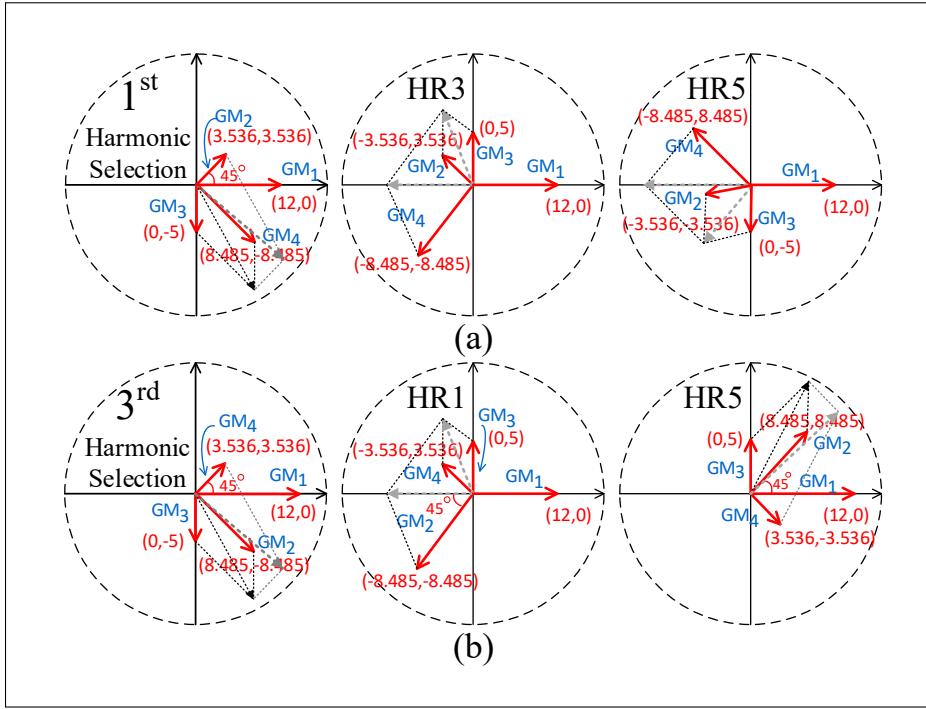 1st
Harmonic
Selection
GM2
(3.536,3.536)
45°
GM1
(12,0)
GM3
(0,-5)
GM4
(8.485,-8.485)
HR3
(-3.536,3.536)
(0,5)
GM3
GM2
GM1
(12,0)
GM4
(-8.485,-8.485)
HR5
(-8.485,8.485)
GM4
GM1
(12,0)
GM2
(-3.536,-3.536)
GM3
(0,-5)
(a)
3rd
Harmonic
Selection
GM4
(3.536,3.536)
45°
GM1
(12,0)
GM3
(0,-5)
GM2
(8.485,-8.485)
HR1
GM3
(0,5)
(-3.536,3.536)
GM4
GM1
(12,0)
45°
GM2
(-8.485,-8.485)
HR5
(8.485,8.485)
(0,5)
GM2
GM3
45°
GM1
GM4
(12,0)
(3.536,-3.536)
(b)